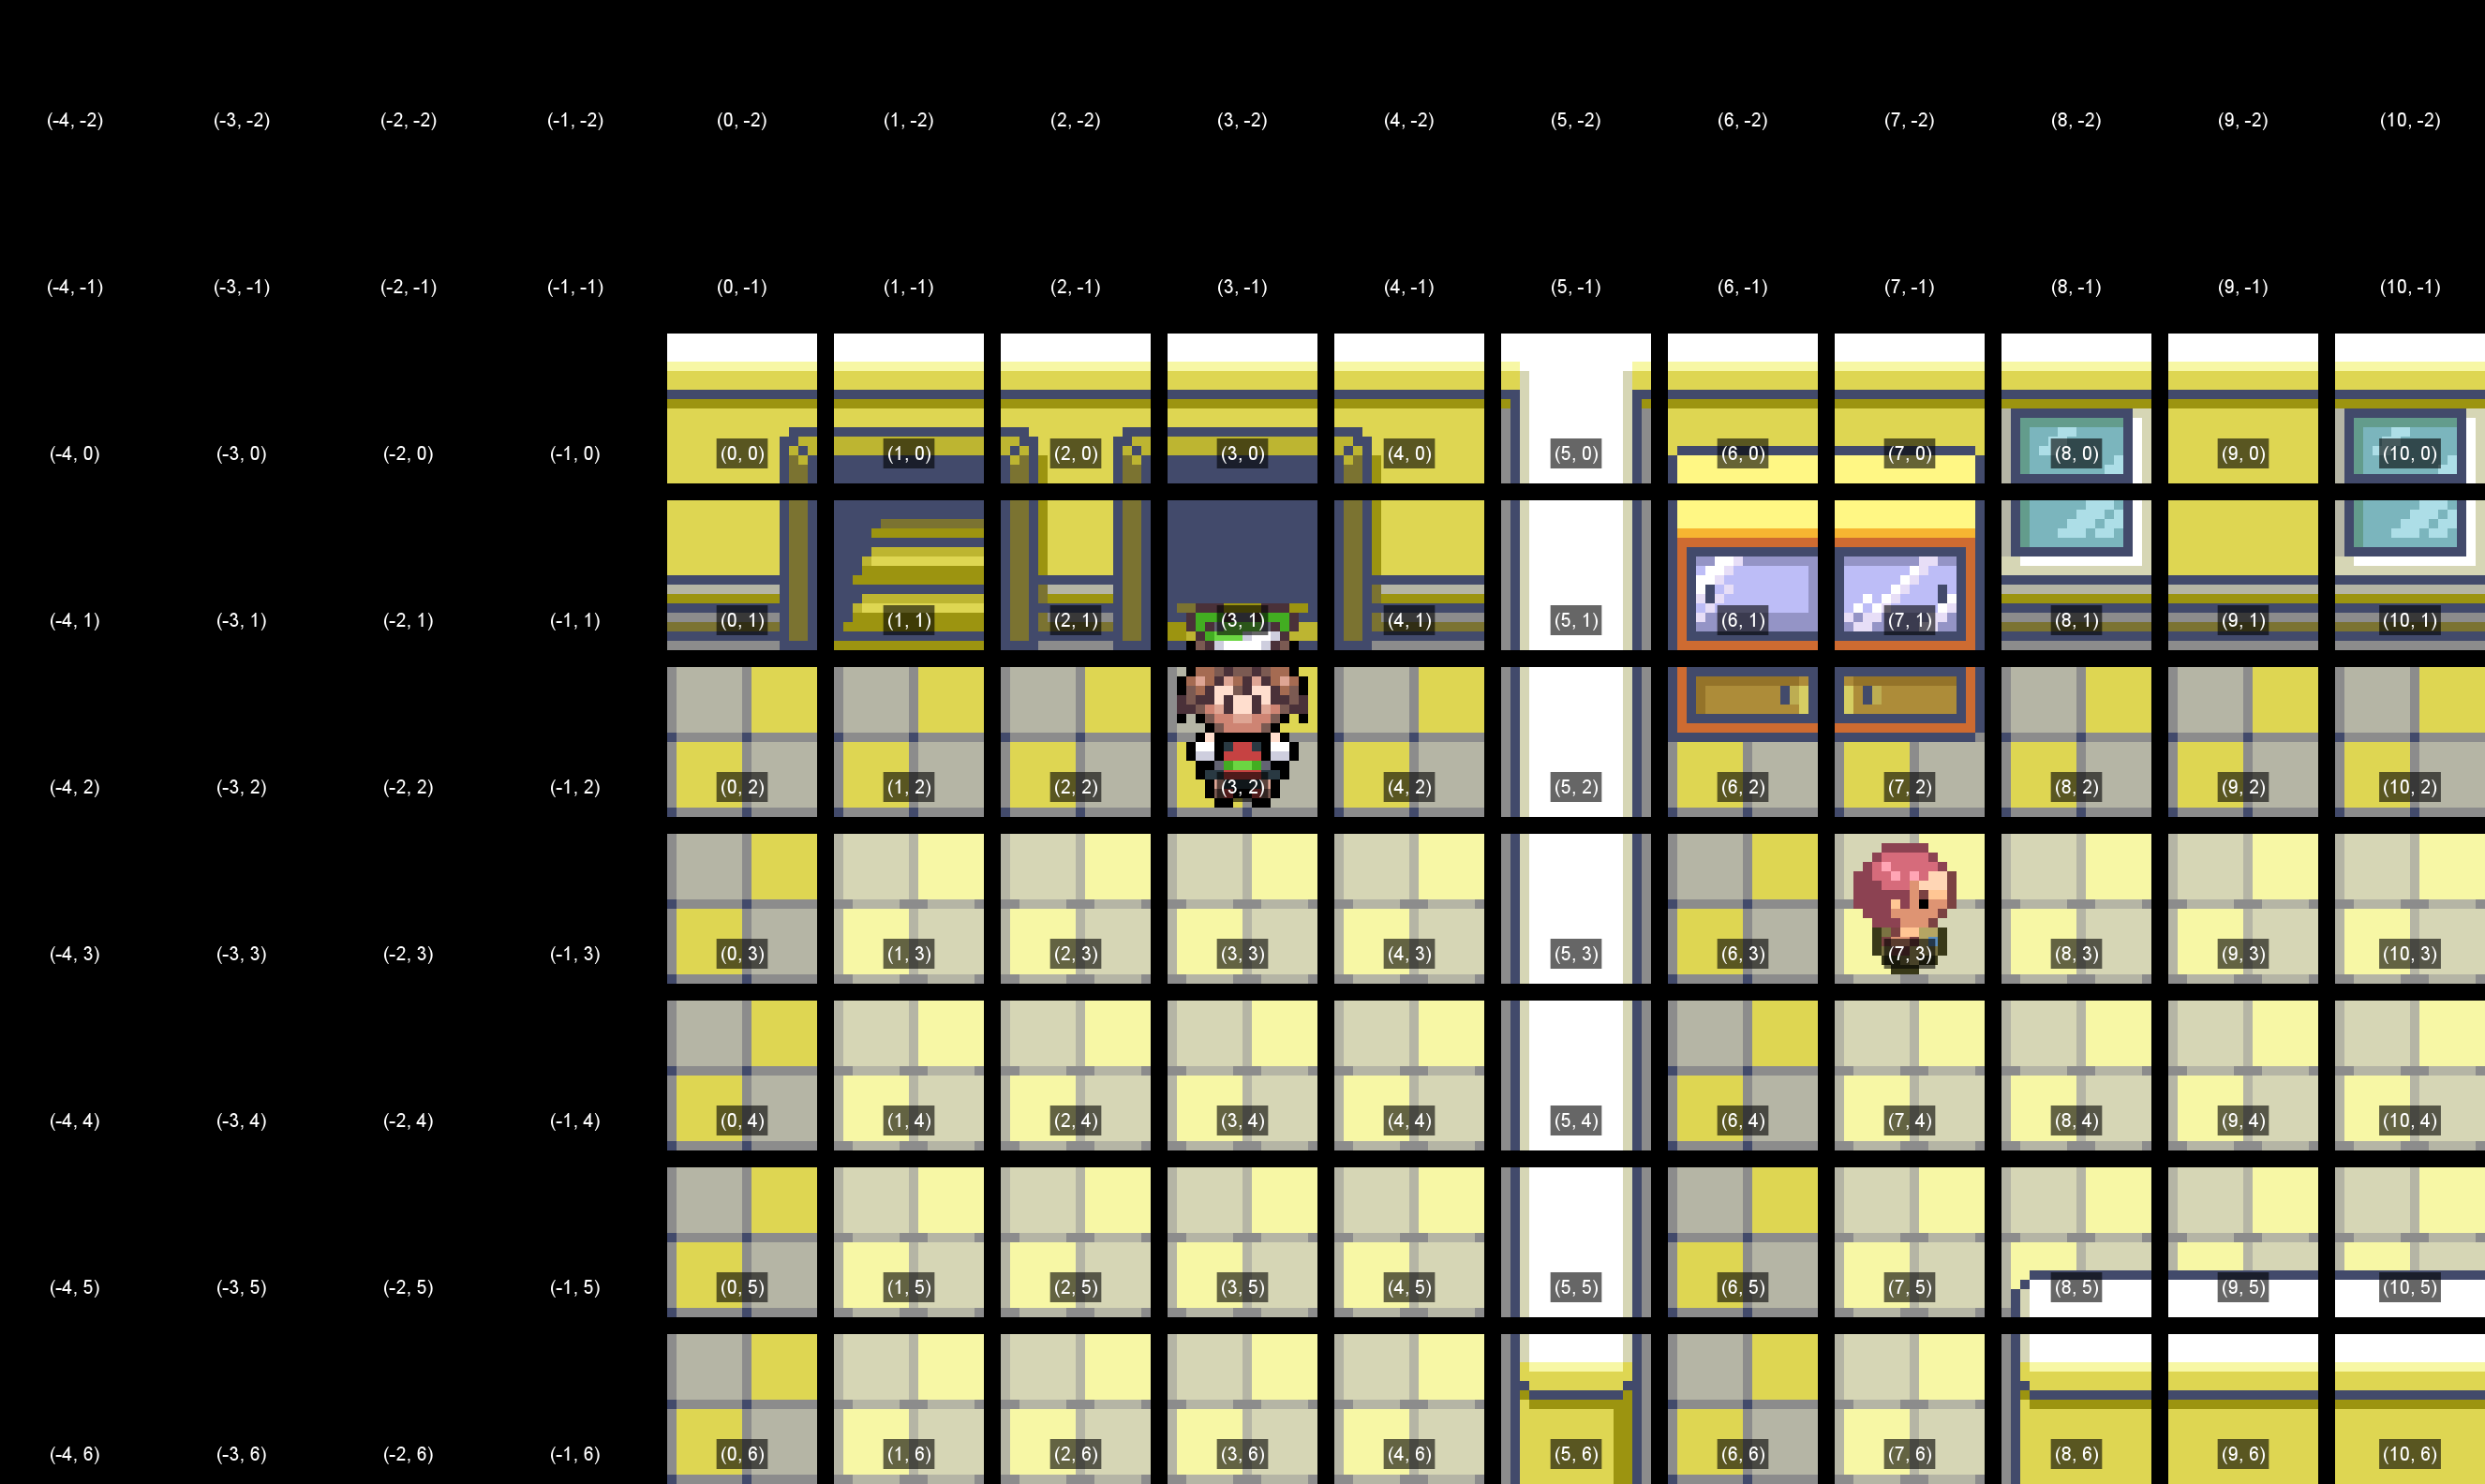 (-4, -2) (-3, -2) (-2, -2) (-1, -2) (0, -2) (1, -2) (2, -2) (3, -2) (4, -2) (5, -2) (6, -2) (7, -2) (8, -2) (9, -2) (10, -2)
(-4, -1) (-3, -1) (-2, -1) (-1, -1) (0, -1) (1, -1) (2, -1) (3, -1) (4, -1) (5, -1) (6, -1) (7, -1) (8, -1) (9, -1) (10, -1)
(-4, 0) (-3, 0) (-2, 0) (-1, 0) (0, 0) (1, 0) (2, 0) (3, 0) (4, 0) (5, 0) (6, 0) (7, 0) (8, 0) (9, 0) (10, 0)
(-4, 1) (-3, 1) (-2, 1) (-1, 1) (0, 1) (1, 1) (2, 1) (3, 1) (4, 1) (5, 1) (6, 1) (7, 1) (8, 1) (9, 1) (10, 1)
(-4, 2) (-3, 2) (-2, 2) (-1, 2) (0, 2) (1, 2) (2, 2) (3, 2) (4, 2) (5, 2) (6, 2) (7, 2) (8, 2) (9, 2) (10, 2)
(-4, 3) (-3, 3) (-2, 3) (-1, 3) (0, 3) (1, 3) (2, 3) (3, 3) (4, 3) (5, 3) (6, 3) (7, 3) (8, 3) (9, 3) (10, 3)
(-4, 4) (-3, 4) (-2, 4) (-1, 4) (0, 4) (1, 4) (2, 4) (3, 4) (4, 4) (5, 4) (6, 4) (7, 4) (8, 4) (9, 4) (10, 4)
(-4, 5) (-3, 5) (-2, 5) (-1, 5) (0, 5) (1, 5) (2, 5) (3, 5) (4, 5) (5, 5) (6, 5) (7, 5) (8, 5) (9, 5) (10, 5)
(-4, 6) (-3, 6) (-2, 6) (-1, 6) (0, 6) (1, 6) (2, 6) (3, 6) (4, 6) (5, 6) (6, 6) (7, 6) (8, 6) (9, 6) (10, 6)